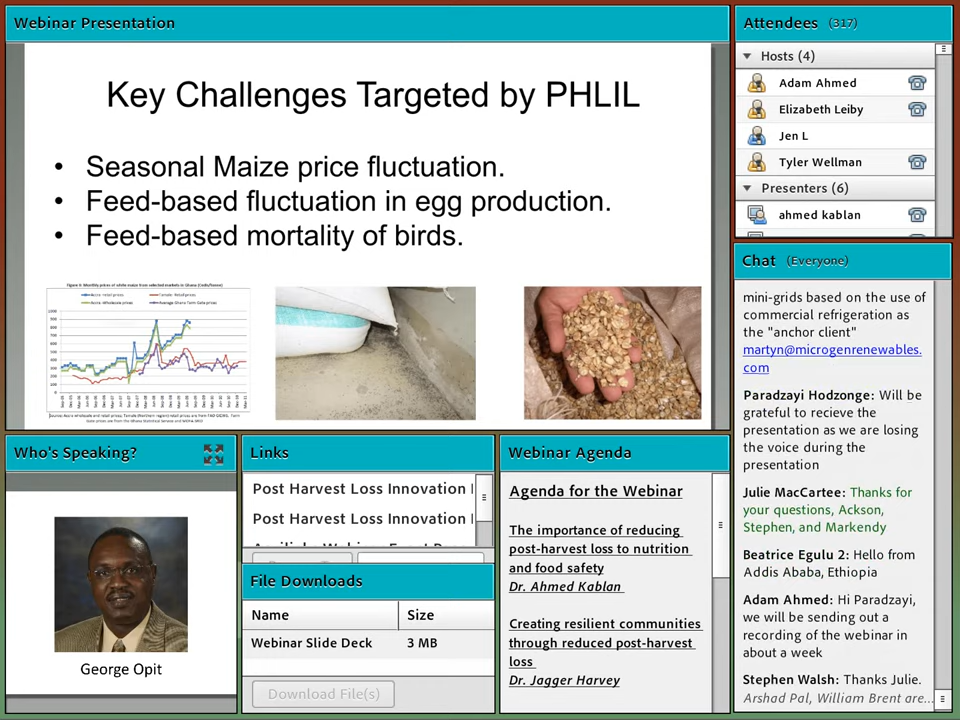 Webinar Presentation
Key Challenges Targeted by PHLIL
• Seasonal Maize price fluctuation.
• Feed-based fluctuation in egg production.
• Feed-based mortality of birds.
Attendees (317)
Hosts (4)
Adam Ahmed
Elizabeth Leiby
Jen L
Tyler Wellman
Presenters (6)
ahmed kablan
Chat (Everyone)
mini-grids based on the use of
commercial refrigeration as
the "anchor client"
martyn@microgenrenewables.
com
Paradzayi Hodzonge: Will be
grateful to recieve the
presentation as we are losing
the voice during the
presentation
Julie MacCartee: Thanks for
your questions, Ackson,
Stephen, and Markendy
Beatrice Egulu 2: Hello from
Addis Ababa, Ethiopia
Adam Ahmed: Hi Paradzayi,
we will be sending out a
recording of the webinar in
about a week
Stephen Walsh: Thanks Julie.
Arshad Pal, William Brent are...
Who's Speaking?
George Opit
Links
Post Harvest Loss Innovation
Post Harvest Loss Innovation
File Downloads
Name Size
Webinar Slide Deck 3 MB
Download File(s)
Webinar Agenda
Agenda for the Webinar
The importance of reducing
post-harvest loss to nutrition
and food safety
Dr. Ahmed Kablan
Creating resilient communities
through reduced post-harvest
loss
Dr. Jagger Harvey